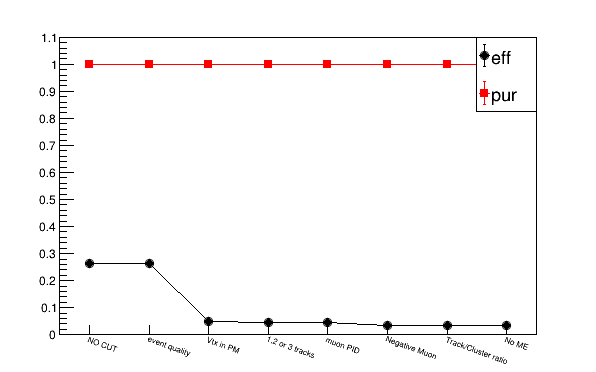 1.1
1
0.9
0.8
0.7
0.6
0.5
0.4
0.3
0.2
0.1
0
eff
pur
NO CUT
event quality
Vtx in PM
1,2 or 3 tracks
muon PID
Negative Muon
Track/Cluster ratio
No ME